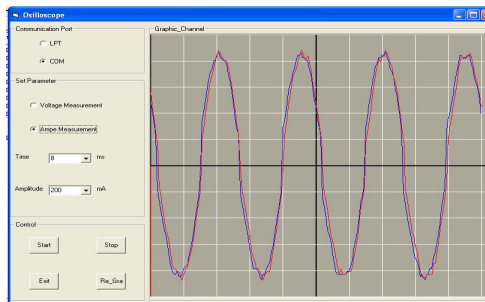 Osilloscope
Communication Port
LPT
COM
Set Parameter
Voltage Measurement
Ampe Measurement
Time 8 ms
Amplitude 200 mA
Control
Start Stop
Exit Re_Gra
Graphic_Channel